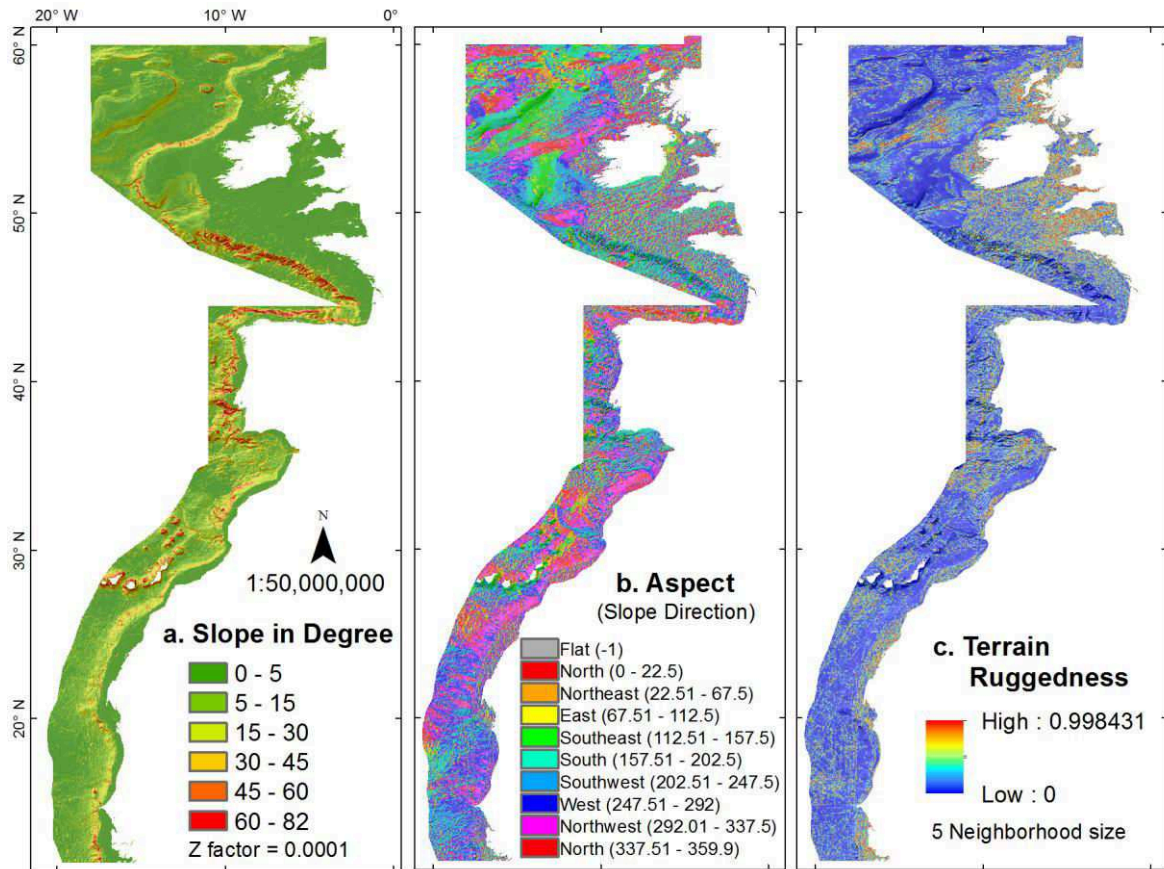 20° W 10° W 0°
60° N
50° N
40° N
30° N
20° N
N
1:50,000,000
a. Slope in Degree
0 - 5
5 - 15
15 - 30
30 - 45
45 - 60
60 - 82
Z factor = 0.0001
b. Aspect
(Slope Direction)
Flat (-1)
North (0 - 22.5)
Northeast (22.51 - 67.5)
East (67.51 - 112.5)
Southeast (112.51 - 157.5)
South (157.51 - 202.5)
Southwest (202.51 - 247.5)
West (247.51 - 292)
Northwest (292.01 - 337.5)
North (337.51 - 359.9)
c. Terrain
Ruggedness
High : 0.998431
Low : 0
5 Neighborhood size